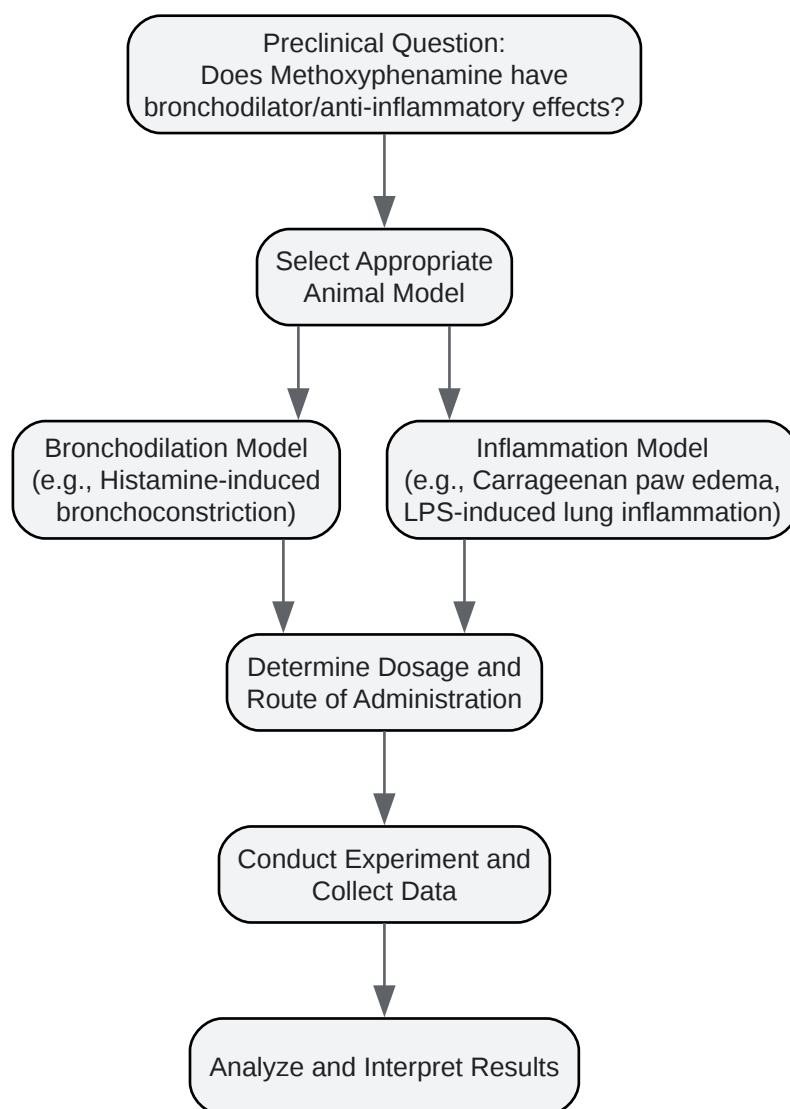 Preclinical Question:
Does Methoxyphenamine have
bronchodilator/anti-inflammatory effects?
Select Appropriate
Animal Model
Bronchodilation Model
(e.g., Histamine-induced
bronchoconstriction)
Inflammation Model
(e.g., Carrageenan paw edema,
LPS-induced lung inflammation)
Determine Dosage and
Route of Administration
Conduct Experiment and
Collect Data
Analyze and Interpret Results